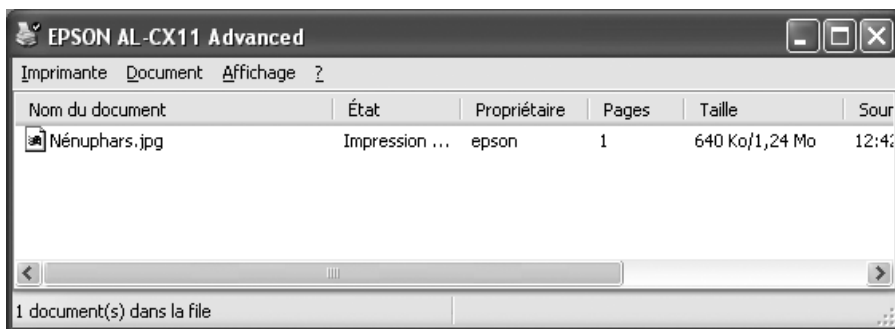 EPSON AL-CX11 Advanced
Imprimante Document Affichage ?
Nom du document État Propriétaire Pages Taille Sour
Nénuphars.jpg Impression ... epson 1 640 Ko/1,24 Mo 12:42
1 document(s) dans la file